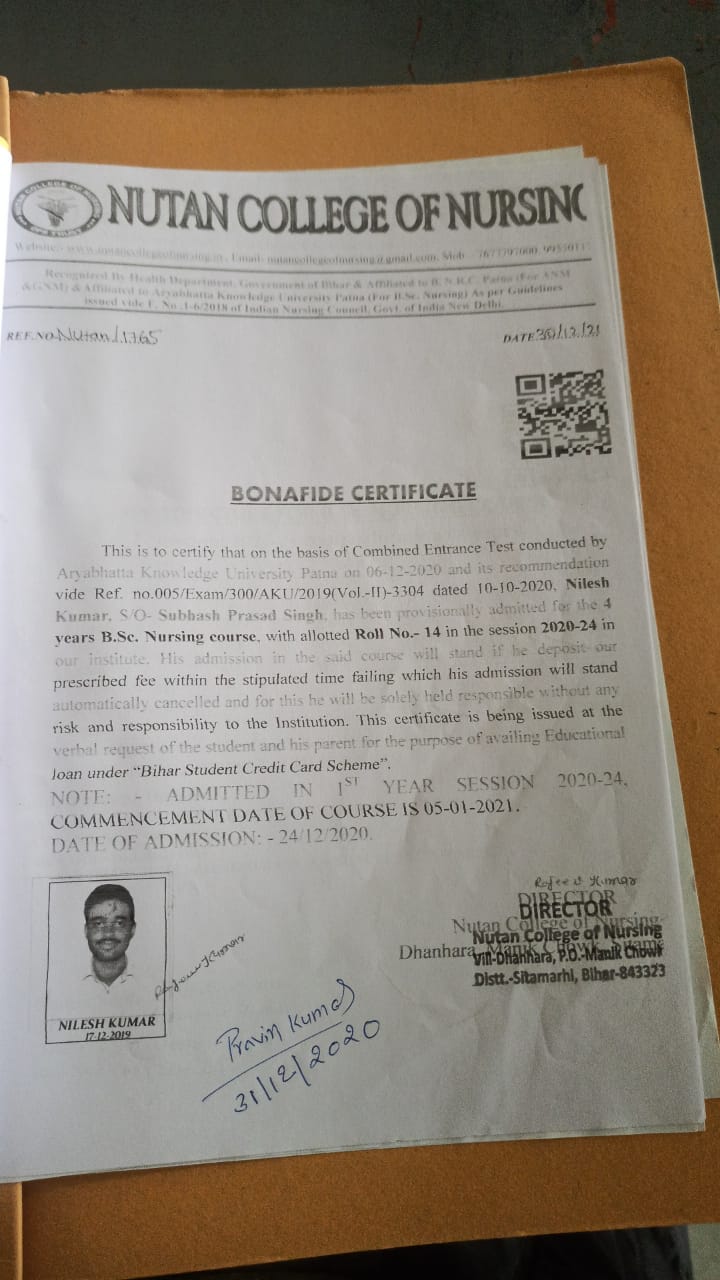 NUTAN COLLEGE OF NURSING
Website:- www.nutancollegeofnursing.in , Email: nutancollegeofnursing@gmail.com, Mob
Recognized By Health Department, Government of Bihar & Affiliated to B.N.R.C. Patna (For ANM
&GNM) & Affiliated to Aryabhatta Knowledge University Patna (For B.Sc. Nursing) As per Guidelines
issued vide F. No .1-6/2018 of Indian Nursing Council, Govt. of India New Delhi.
REF.NO-Nutan/1765
DATE 30/12/21
BONAFIDE CERTIFICATE
This is to certify that on the basis of Combined Entrance Test conducted by
Aryabhatta Knowledge University Patna on 06-12-2020 and its recommendation
vide Ref. no.005/Exam/300/AKU/2019(Vol.-II)-3304 dated 10-10-2020, Nilesh
Kumar, S/O- Subhash Prasad Singh, has been provisionally admitted for the 4
years B.Sc. Nursing course, with allotted Roll No.- 14 in the session 2020-24 in
our institute. His admission in the said course will stand if he deposit our
prescribed fee within the stipulated time failing which his admission will stand
automatically cancelled and for this he will be solely held responsible without any
risk and responsibility to the Institution. This certificate is being issued at the
verbal request of the student and his parent for the purpose of availing Educational
loan under “Bihar Student Credit Card Scheme”.
NOTE: - ADMITTED IN 1ST YEAR SESSION 2020-24,
COMMENCEMENT DATE OF COURSE IS 05-01-2021.
DATE OF ADMISSION: - 24/12/2020.
Rajeev Kumar
DIRECTOR
DIRECTOR
Nutan College of Nursing
Nutan College of Nursing
Dhanhara, Manik Chowk,
Vill-Dhanhara, P.O.-Manik Chowk
Distt.-Sitamarhi, Bihar-843323
Rajeev Kumar
NILESH KUMAR
17-12-2019
Pravin Kumar
31/12/2020